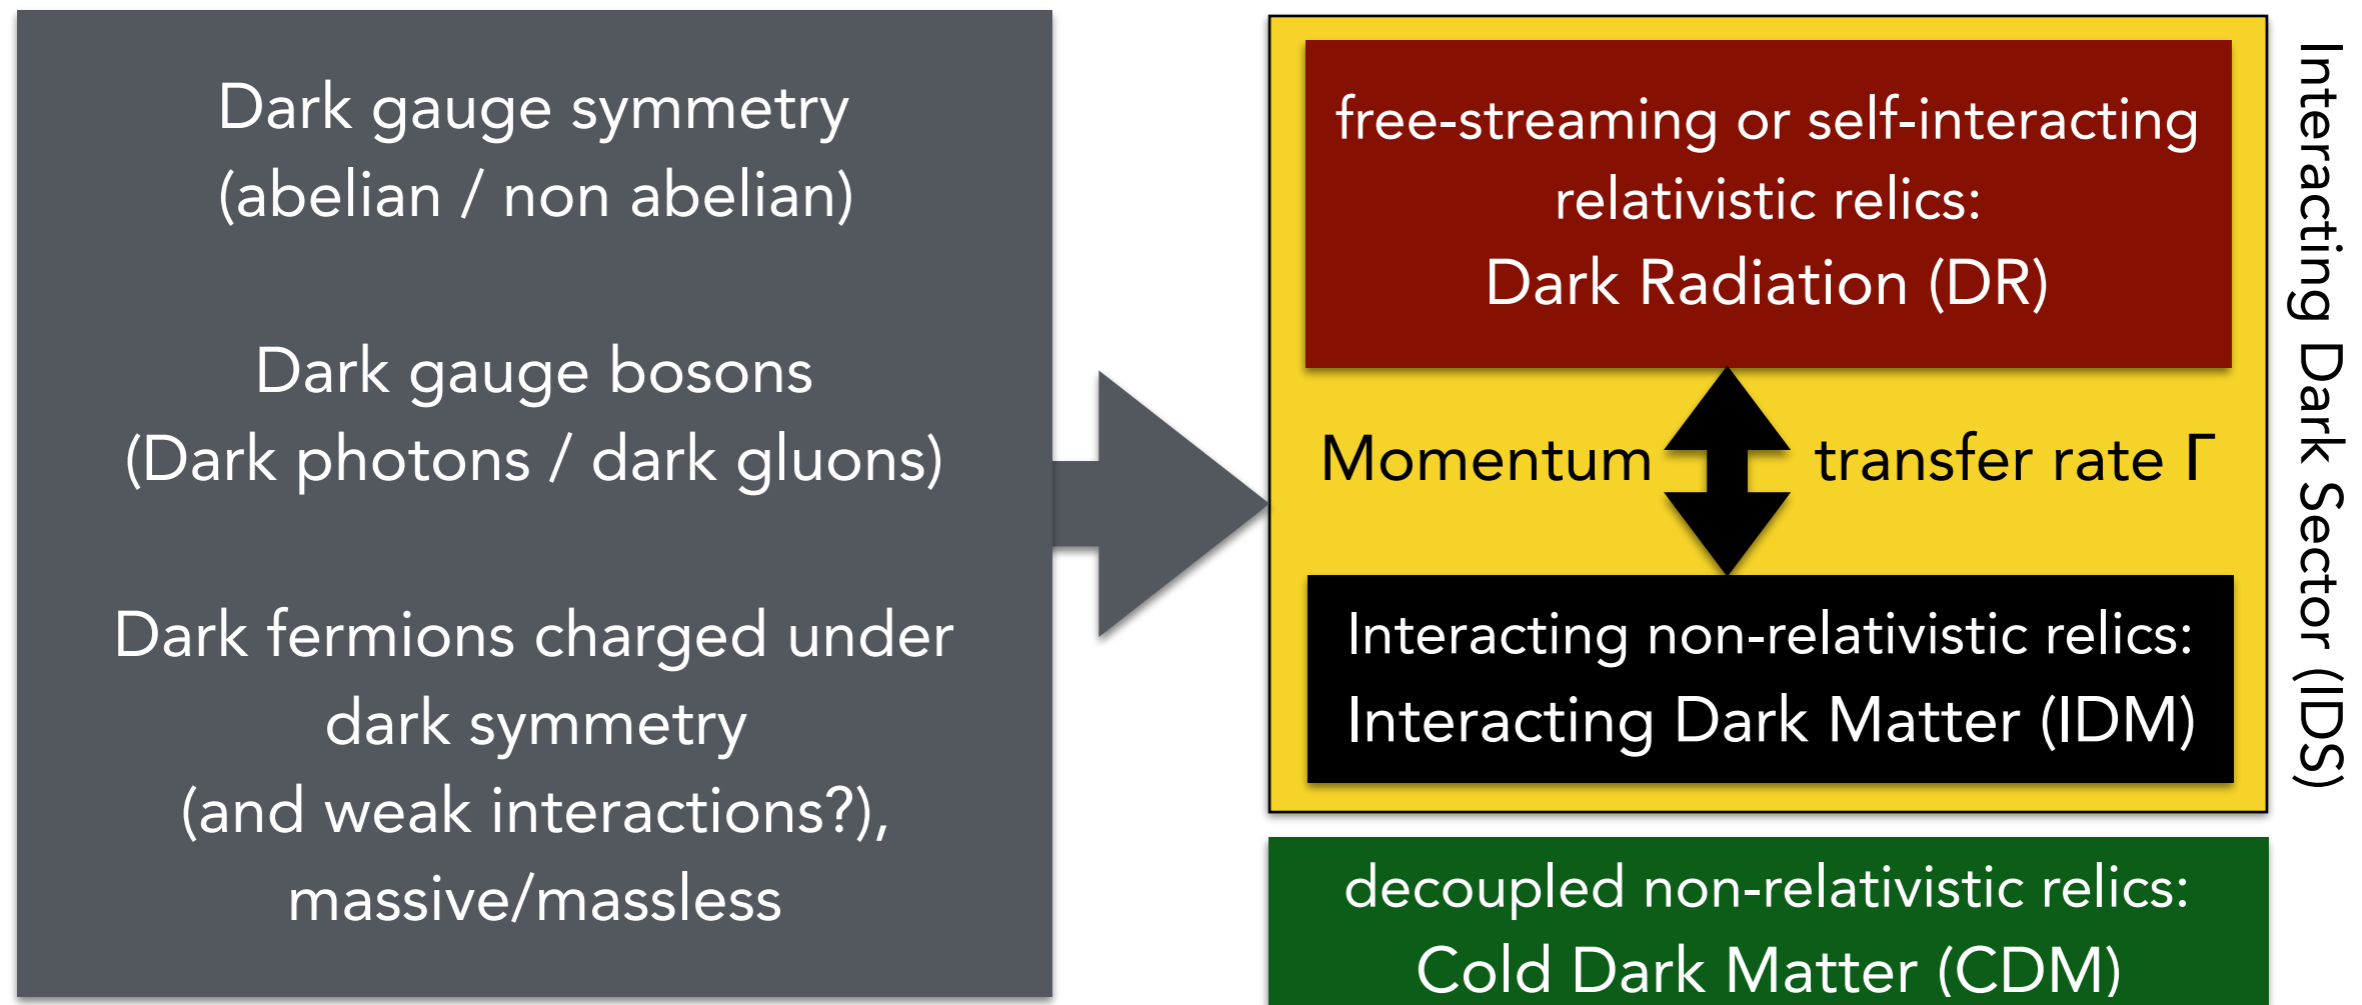 Dark gauge symmetry
(abelian / non abelian)
Dark gauge bosons
(Dark photons / dark gluons)
Dark fermions charged under
dark symmetry
(and weak interactions?),
massive/massless
free-streaming or self-interacting
relativistic relics:
Dark Radiation (DR)
Momentum transfer rate Γ
Interacting non-relativistic relics:
Interacting Dark Matter (IDM)
Interacting Dark Sector (IDS)
decoupled non-relativistic relics:
Cold Dark Matter (CDM)